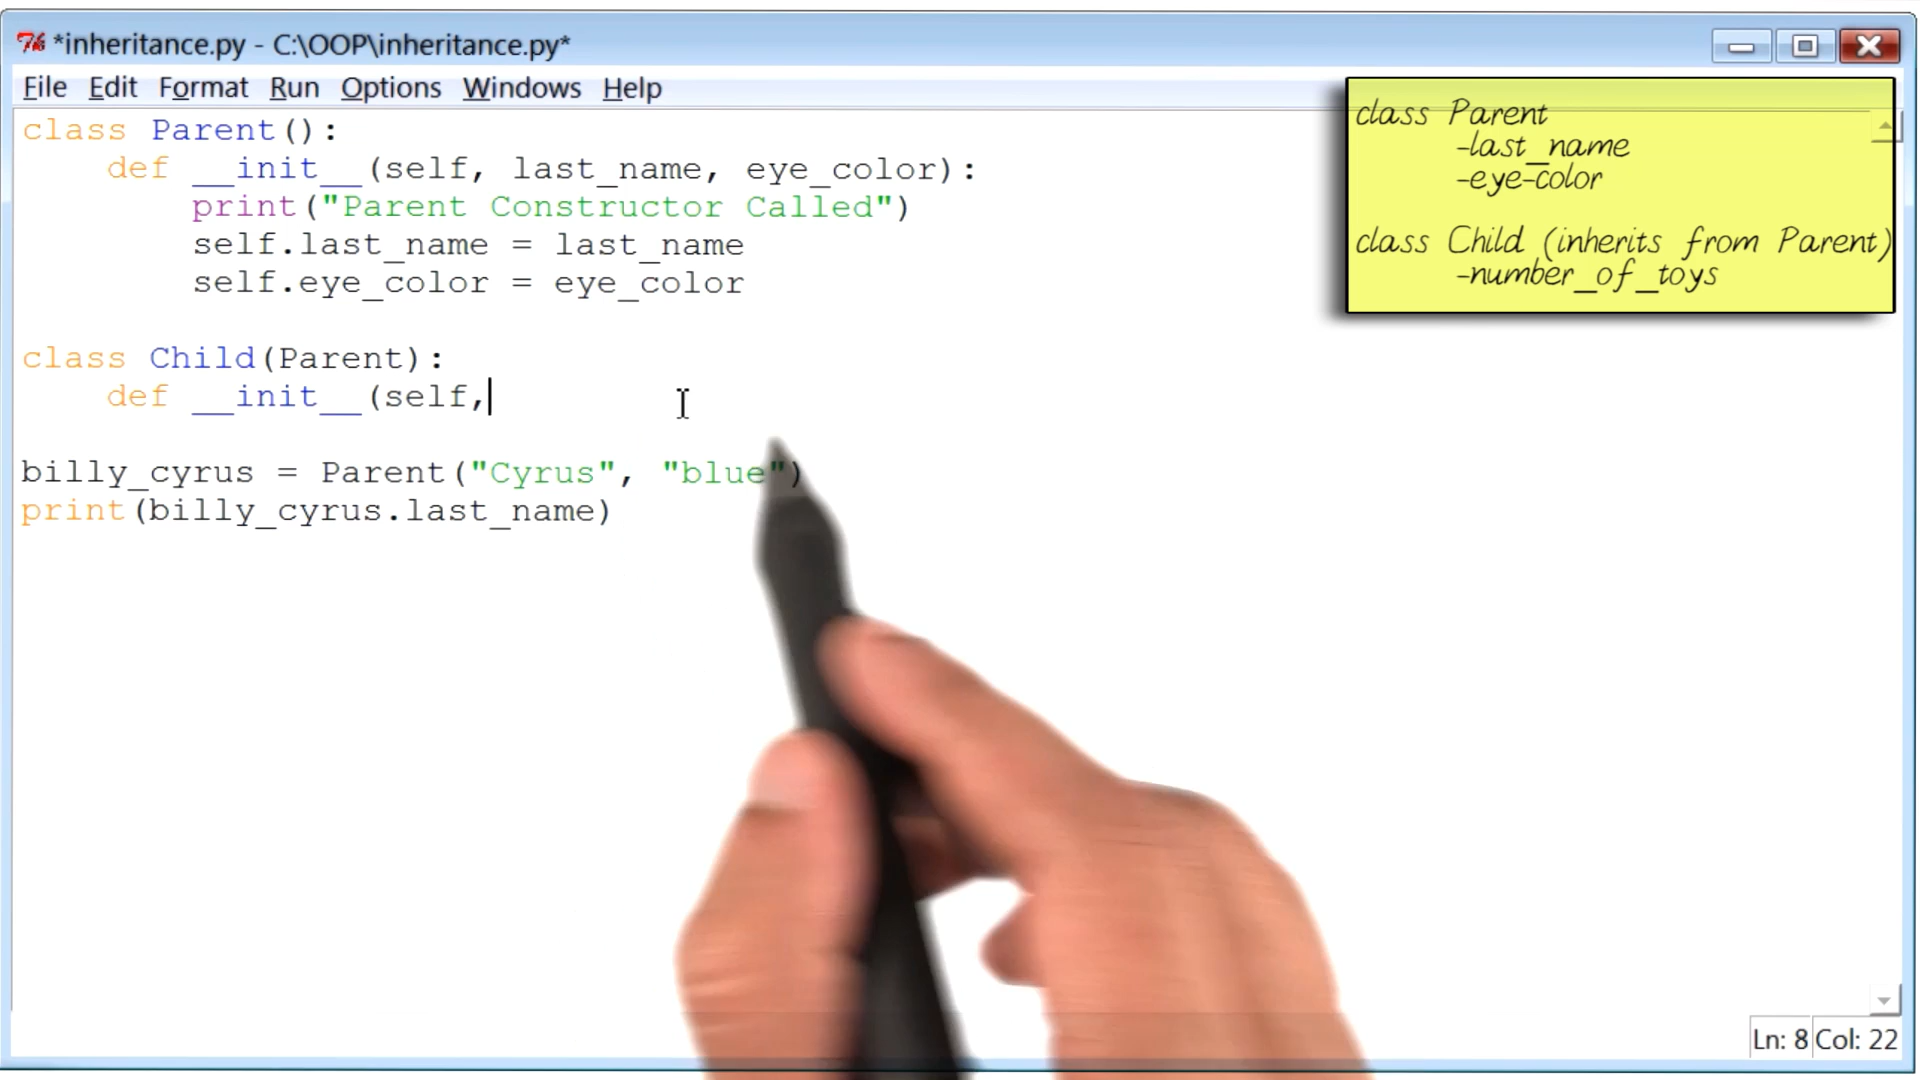 *inheritance.py - C:\OOP\inheritance.py*
File Edit Format Run Options Windows Help
class Parent():
    def __init__(self, last_name, eye_color):
        print("Parent Constructor Called")
        self.last_name = last_name
        self.eye_color = eye_color
class Child(Parent):
    def __init__(self,
billy_cyrus = Parent("Cyrus", "blue")
print(billy_cyrus.last_name)
class Parent
-last_name
-eye-color
class Child (inherits from Parent)
-number_of_toys
Ln: 8 Col: 22